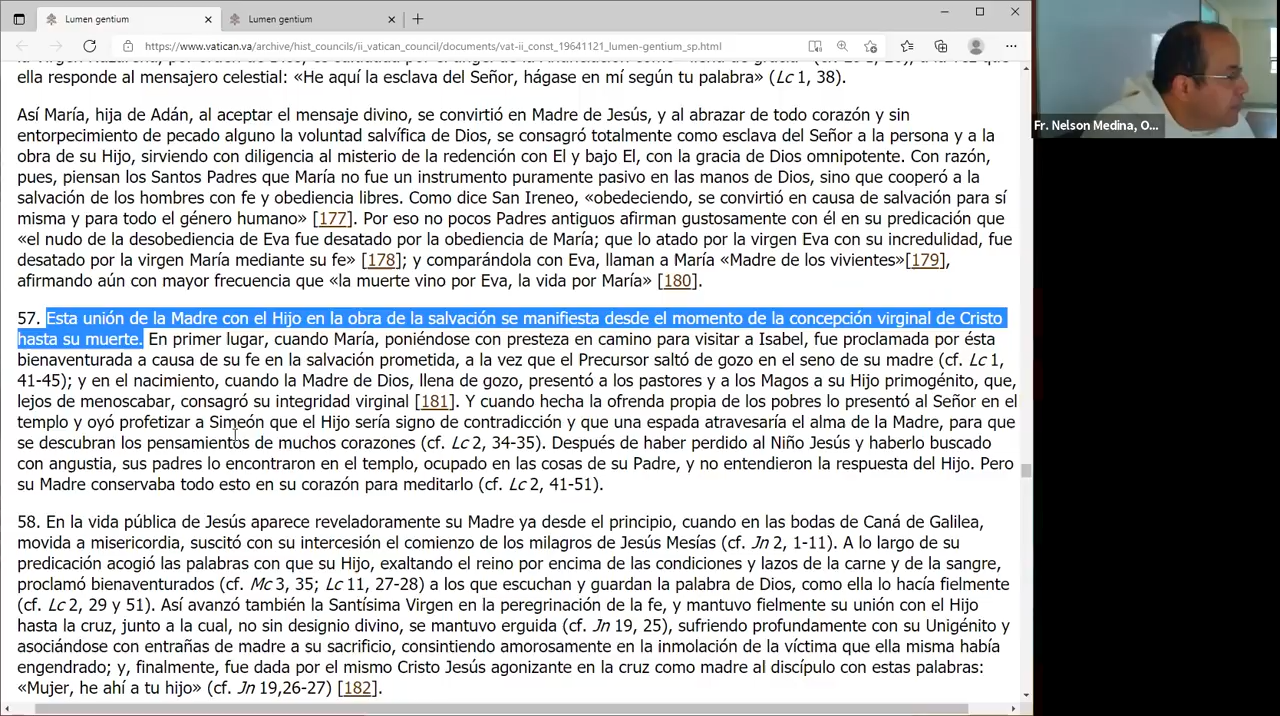 Lumen gentium
Lumen gentium
https://www.vatican.va/archive/hist_councils/ii_vatican_council/documents/vat-ii_const_19641121_lumen-gentium_sp.html
ella responde al mensajero celestial: «He aquí la esclava del Señor, hágase en mí según tu palabra» (Lc 1, 38).
Así María, hija de Adán, al aceptar el mensaje divino, se convirtió en Madre de Jesús, y al abrazar de todo corazón y sin
entorpecimiento de pecado alguno la voluntad salvífica de Dios, se consagró totalmente como esclava del Señor a la persona y a la
obra de su Hijo, sirviendo con diligencia al misterio de la redención con El y bajo El, con la gracia de Dios omnipotente. Con razón,
pues, piensan los Santos Padres que María no fue un instrumento puramente pasivo en las manos de Dios, sino que cooperó a la
salvación de los hombres con fe y obediencia libres. Como dice San Ireneo, «obedeciendo, se convirtió en causa de salvación para sí
misma y para todo el género humano» [177]. Por eso no pocos Padres antiguos afirman gustosamente con él en su predicación que
«el nudo de la desobediencia de Eva fue desatado por la obediencia de María; que lo atado por la virgen Eva con su incredulidad, fue
desatado por la virgen María mediante su fe» [178]; y comparándola con Eva, llaman a María «Madre de los vivientes»[179],
afirmando aún con mayor frecuencia que «la muerte vino por Eva, la vida por María» [180].
57. Esta unión de la Madre con el Hijo en la obra de la salvación se manifiesta desde el momento de la concepción virginal de Cristo
hasta su muerte. En primer lugar, cuando María, poniéndose con presteza en camino para visitar a Isabel, fue proclamada por ésta
bienaventurada a causa de su fe en la salvación prometida, a la vez que el Precursor saltó de gozo en el seno de su madre (cf. Lc 1,
41-45); y en el nacimiento, cuando la Madre de Dios, llena de gozo, presentó a los pastores y a los Magos a su Hijo primogénito, que,
lejos de menoscabar, consagró su integridad virginal [181]. Y cuando hecha la ofrenda propia de los pobres lo presentó al Señor en el
templo y oyó profetizar a Simeón que el Hijo sería signo de contradicción y que una espada atravesaría el alma de la Madre, para que
se descubran los pensamientos de muchos corazones (cf. Lc 2, 34-35). Después de haber perdido al Niño Jesús y haberlo buscado
con angustia, sus padres lo encontraron en el templo, ocupado en las cosas de su Padre, y no entendieron la respuesta del Hijo. Pero
su Madre conservaba todo esto en su corazón para meditarlo (cf. Lc 2, 41-51).
58. En la vida pública de Jesús aparece reveladoramente su Madre ya desde el principio, cuando en las bodas de Caná de Galilea,
movida a misericordia, suscitó con su intercesión el comienzo de los milagros de Jesús Mesías (cf. Jn 2, 1-11). A lo largo de su
predicación acogió las palabras con que su Hijo, exaltando el reino por encima de las condiciones y lazos de la carne y de la sangre,
proclamó bienaventurados (cf. Mc 3, 35; Lc 11, 27-28) a los que escuchan y guardan la palabra de Dios, como ella lo hacía fielmente
(cf. Lc 2, 29 y 51). Así avanzó también la Santísima Virgen en la peregrinación de la fe, y mantuvo fielmente su unión con el Hijo
hasta la cruz, junto a la cual, no sin designio divino, se mantuvo erguida (cf. Jn 19, 25), sufriendo profundamente con su Unigénito y
asociándose con entrañas de madre a su sacrificio, consintiendo amorosamente en la inmolación de la víctima que ella misma había
engendrado; y, finalmente, fue dada por el mismo Cristo Jesús agonizante en la cruz como madre al discípulo con estas palabras:
«Mujer, he ahí a tu hijo» (cf. Jn 19,26-27) [182].
Fr. Nelson Medina, O...